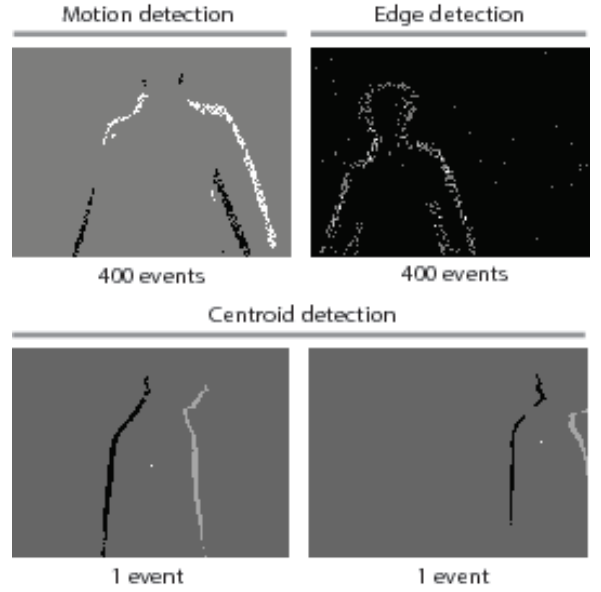 Motion detection
Edge detection
400 events
400 events
Centroid detection
1 event
1 event